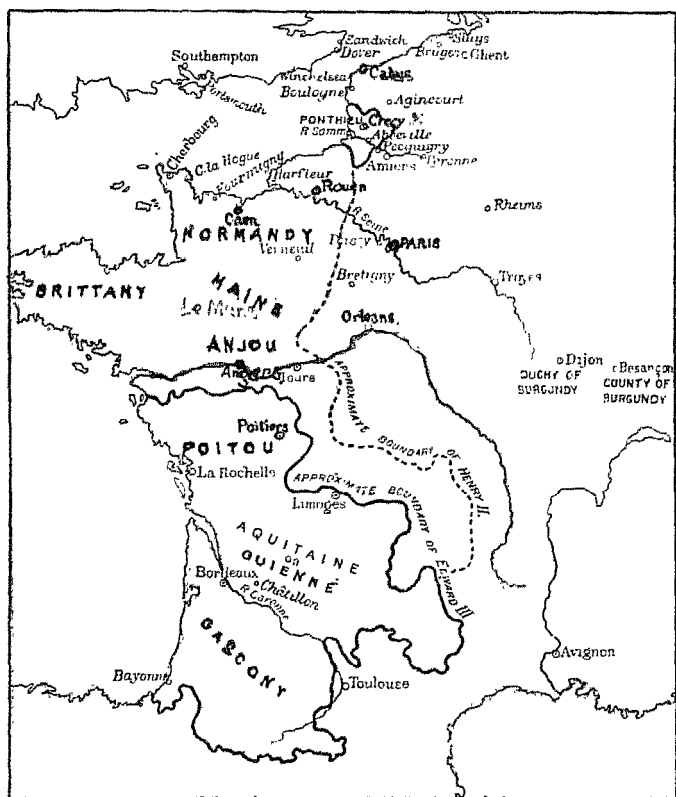 Sandwich
Dover
Sluys
Bruges
Ghent
Southampton
Portsmouth
Winchelsea
Calais
Boulogne
Agincourt
PONTHIEU
Crecy
R Somme
Abbeville
Pecquigny
Amiens
Peronne
Cherbourg
C. la Hogue
Fourmigny
Harfleur
Rouen
Rheims
R Seine
Caen
NORMANDY
Verneuil
PARIS
Bretigny
Troyes
BRITTANY
MAINE
Le Mans
Orleans
ANJOU
Angers
Tours
Dijon
DUCHY OF
BURGUNDY
Besançon
COUNTY OF
BURGUNDY
APPROXIMATE BOUNDARY OF HENRY II.
Poitiers
POITOU
La Rochelle
APPROXIMATE BOUNDARY OF EDWARD III
Limoges
AQUITAINE
OR
GUIENNE
Bordeaux
Châtillon
R Garonne
GASCONY
Avignon
Bayonne
Toulouse